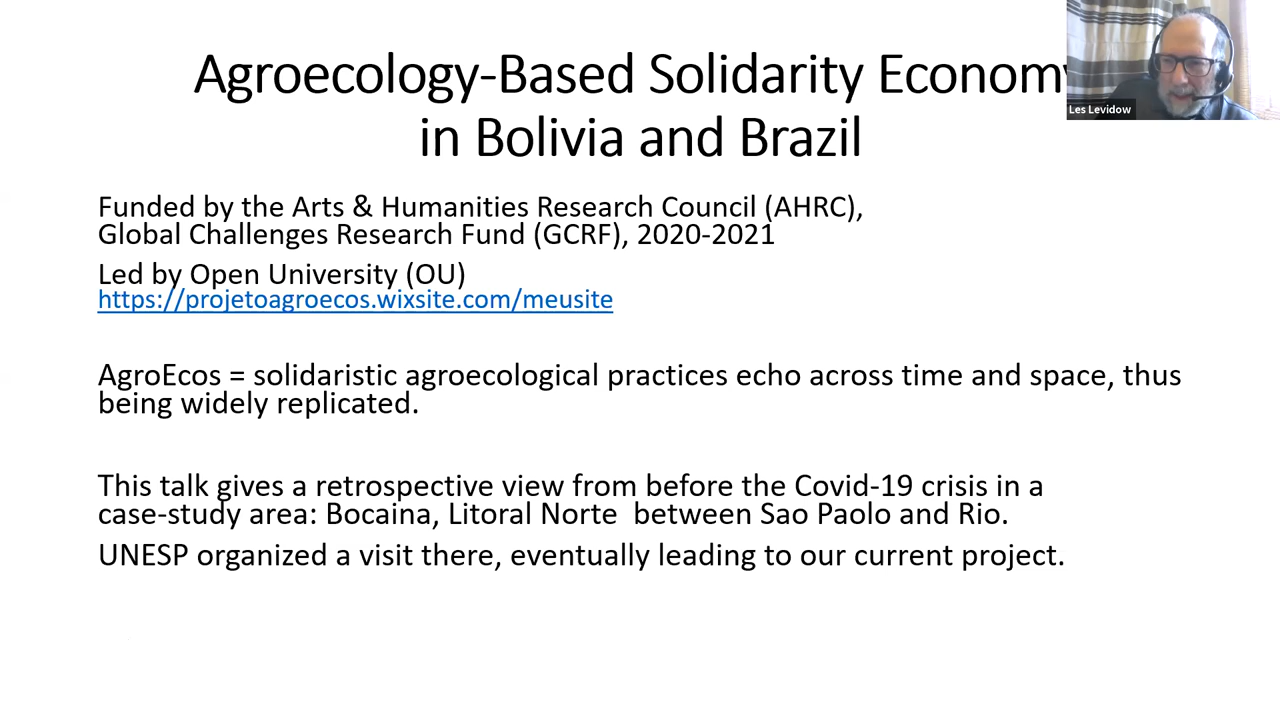 Agroecology-Based Solidarity Economy
in Bolivia and Brazil
Les Levidow
Funded by the Arts & Humanities Research Council (AHRC),
Global Challenges Research Fund (GCRF), 2020-2021
Led by Open University (OU)
https://projetoagroecos.wixsite.com/meusite
AgroEcos = solidaristic agroecological practices echo across time and space, thus
being widely replicated.
This talk gives a retrospective view from before the Covid-19 crisis in a
case-study area: Bocaina, Litoral Norte  between Sao Paolo and Rio.
UNESP organized a visit there, eventually leading to our current project.